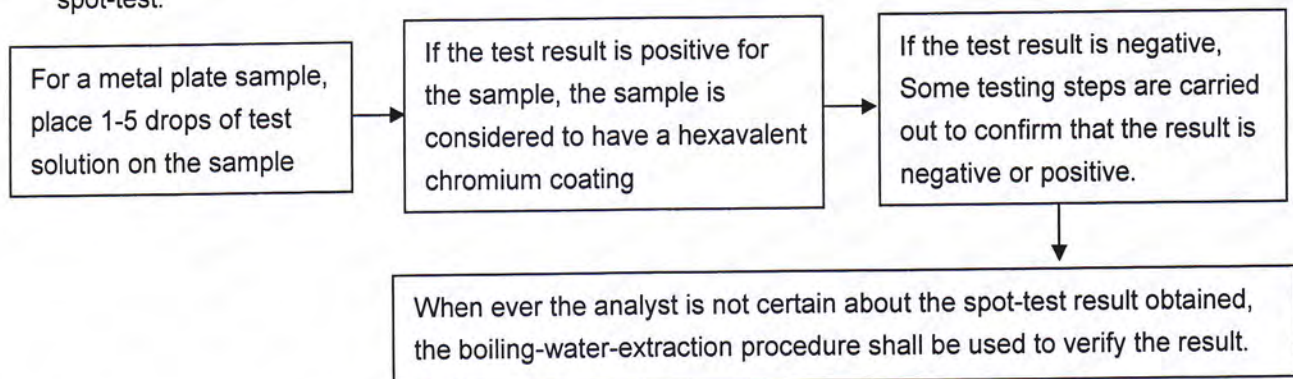 spot-test.
For a metal plate sample,
place 1-5 drops of test
solution on the sample
If the test result is positive for
the sample, the sample is
considered to have a hexavalent
chromium coating
If the test result is negative,
Some testing steps are carried
out to confirm that the result is
negative or positive.
When ever the analyst is not certain about the spot-test result obtained,
the boiling-water-extraction procedure shall be used to verify the result.